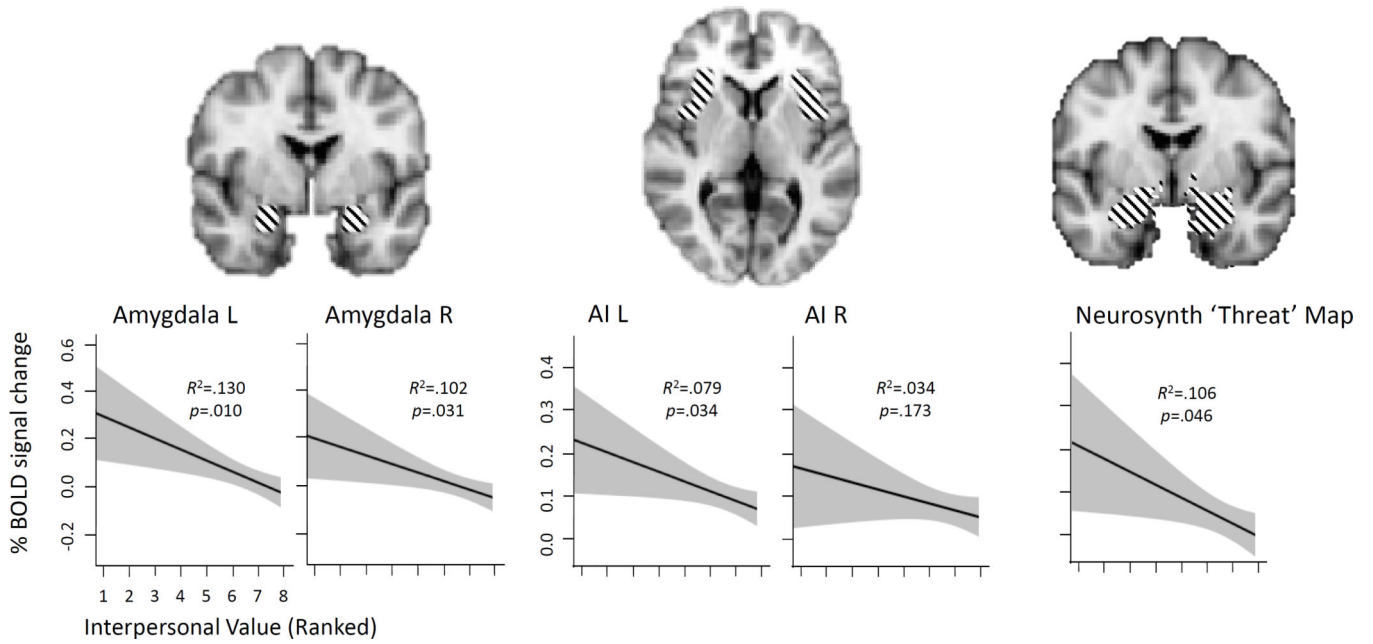 Amygdala L
Amygdala R
AI L
AI R
Neurosynth ‘Threat’ Map
% BOLD signal change
0.6
0.4
0.2
0.0
-0.2
R²=.130
p=.010
R²=.102
p=.031
0.4
0.3
0.2
0.1
0.0
R²=.079
p=.034
R²=.034
p=.173
R²=.106
p=.046
1 2 3 4 5 6 7 8
Interpersonal Value (Ranked)